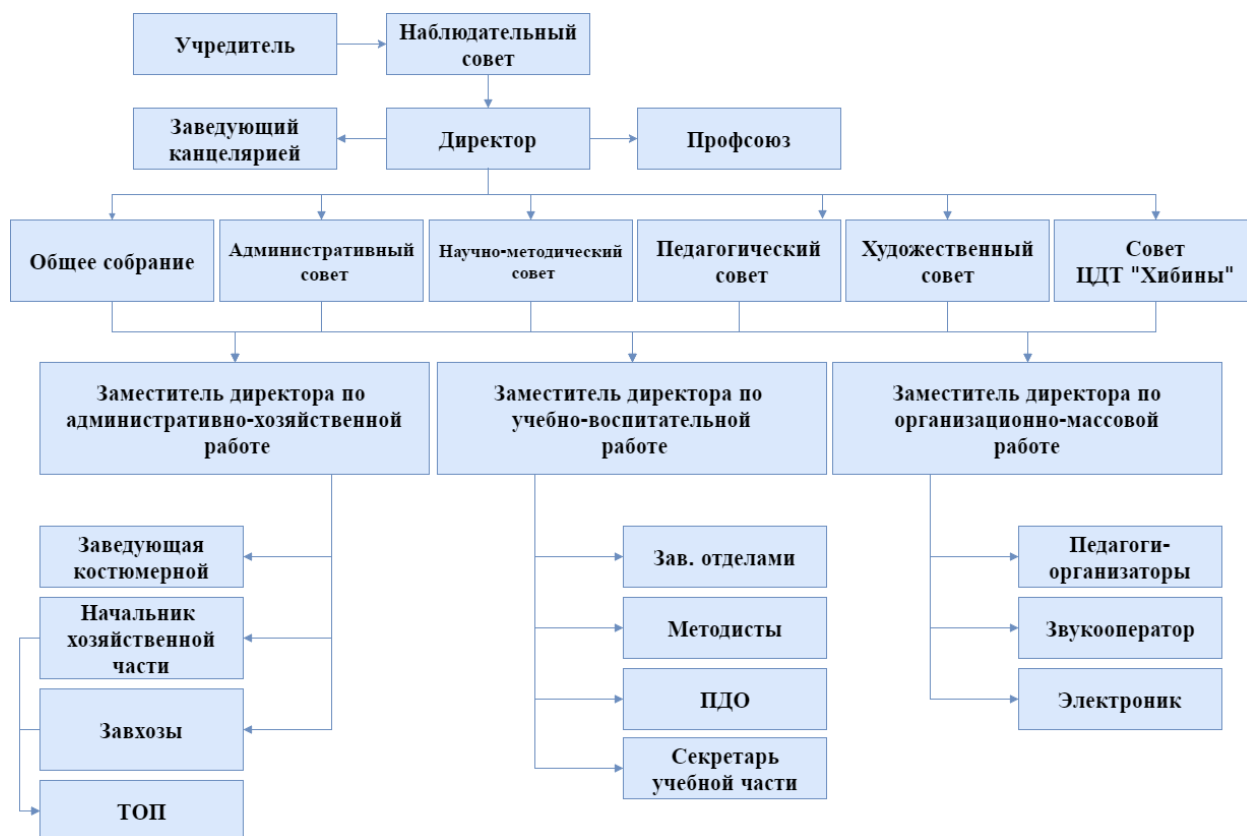 Учредитель
Наблюдательный
совет
Заведующий
канцелярией
Директор
Профсоюз
Общее собрание
Административный
совет
Научно-методический
совет
Педагогический
совет
Художественный
совет
Совет
ЦДТ "Хибины"
Заместитель директора по
административно-хозяйственной
работе
Заместитель директора по
учебно-воспитательной
работе
Заместитель директора по
организационно-массовой
работе
Заведующая
костюмерной
Начальник
хозяйственной
части
Завхозы
ТОП
Зав. отделами
Методисты
ПДО
Секретарь
учебной части
Педагоги-
организаторы
Звукооператор
Электроник